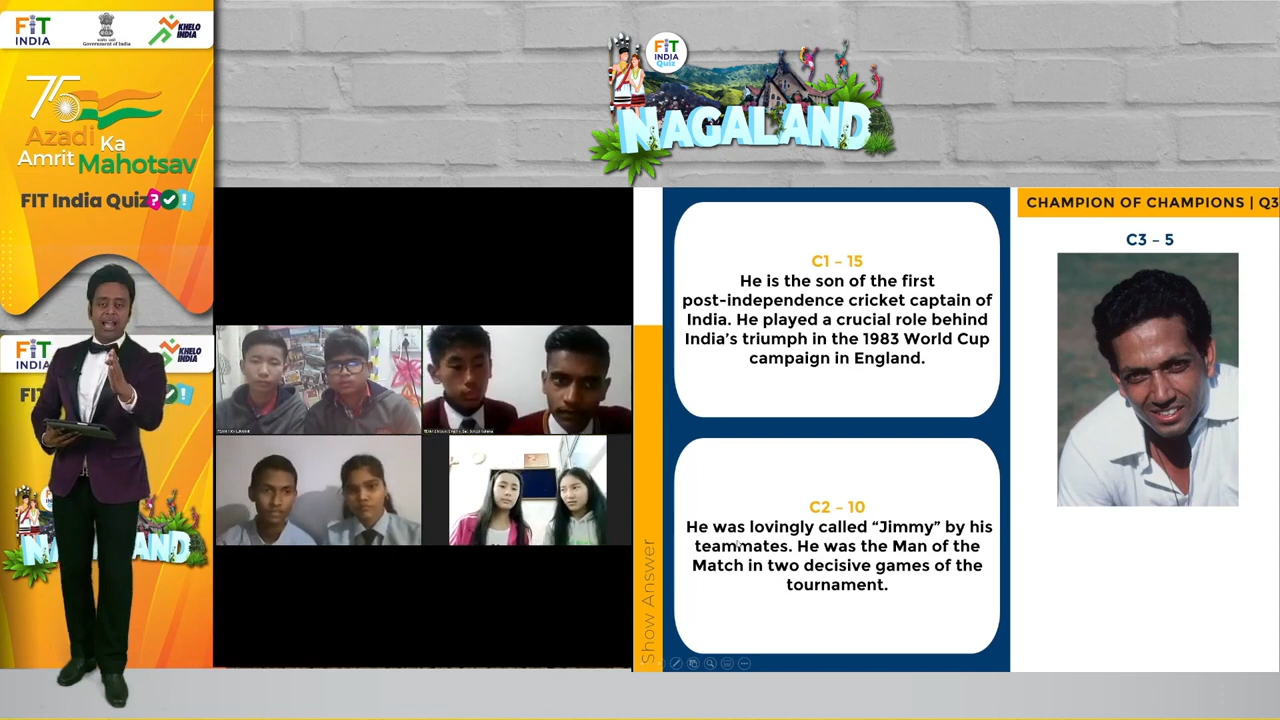 FiT
INDIA
Government of India
KHELO
INDIA
75
Azadi Ka
Amrit Mahotsav
FIT India Quiz?!
FiT
INDIA
Quiz
NAGALAND
CHAMPION OF CHAMPIONS | Q3
C1 – 15
He is the son of the first
post-independence cricket captain of
India. He played a crucial role behind
India's triumph in the 1983 World Cup
campaign in England.
C2 – 10
He was lovingly called “Jimmy” by his
teammates. He was the Man of the
Match in two decisive games of the
tournament.
C3 – 5
Show Answer
FiT
INDIA
KHELO
INDIA